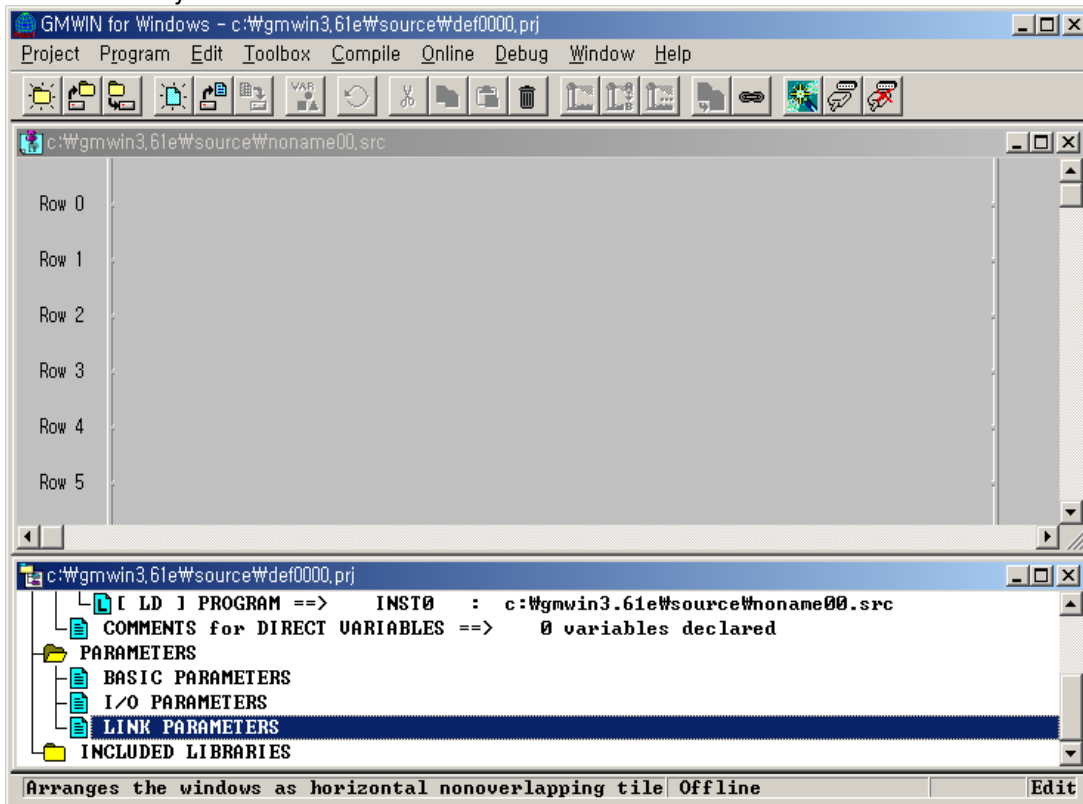 GMWIN for Windows - c:₩gmwin3,61e₩source₩def0000,prj
Project Program Edit Toolbox Compile Online Debug Window Help
VAR
c:₩gmwin3,61e₩source₩noname00,src
Row 0
Row 1
Row 2
Row 3
Row 4
Row 5
c:₩gmwin3,61e₩source₩def0000,prj
L [ LD ] PROGRAM ==> INST0 : c:₩gmwin3.61e₩source₩noname00.src
COMMENTS for DIRECT VARIABLES ==> 0 variables declared
PARAMETERS
BASIC PARAMETERS
I/O PARAMETERS
LINK PARAMETERS
INCLUDED LIBRARIES
Arranges the windows as horizontal nonoverlapping tile Offline Edit